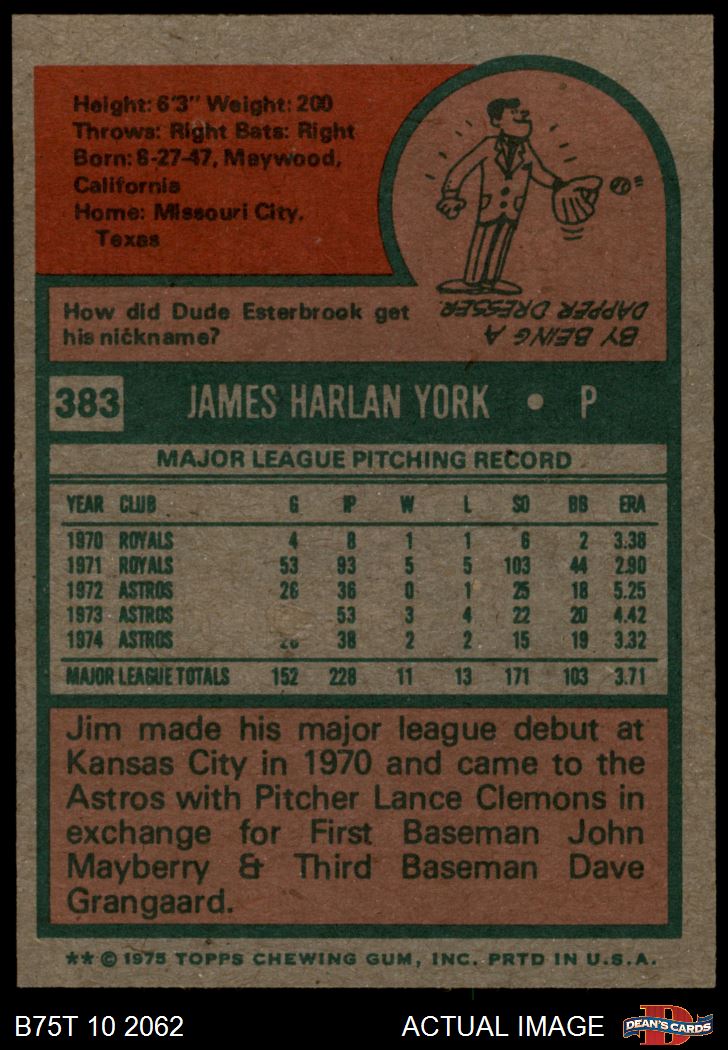 Height: 6'3" Weight: 200
Throws: Right Bats: Right
Born: 8-27-47, Maywood,
California
Home: Missouri City,
Texas
How did Dude Esterbrook get
his nickname?
BY BEING A
DAPPER DRESSER.
383 JAMES HARLAN YORK • P
MAJOR LEAGUE PITCHING RECORD
YEAR CLUB G IP W L SO BB ERA
1970 ROYALS 4 8 1 1 6 2 3.38
1971 ROYALS 53 93 5 5 103 44 2.90
1972 ASTROS 26 36 0 1 25 18 5.25
1973 ASTROS 53 3 4 22 20 4.42
1974 ASTROS 38 2 2 15 19 3.32
MAJOR LEAGUE TOTALS 152 228 11 13 171 103 3.71
Jim made his major league debut at
Kansas City in 1970 and came to the
Astros with Pitcher Lance Clemons in
exchange for First Baseman John
Mayberry & Third Baseman Dave
Grangaard.
** © 1975 TOPPS CHEWING GUM, INC. PRTD IN U.S.A.
B75T 10 2062 ACTUAL IMAGE D DEAN'S CARDS